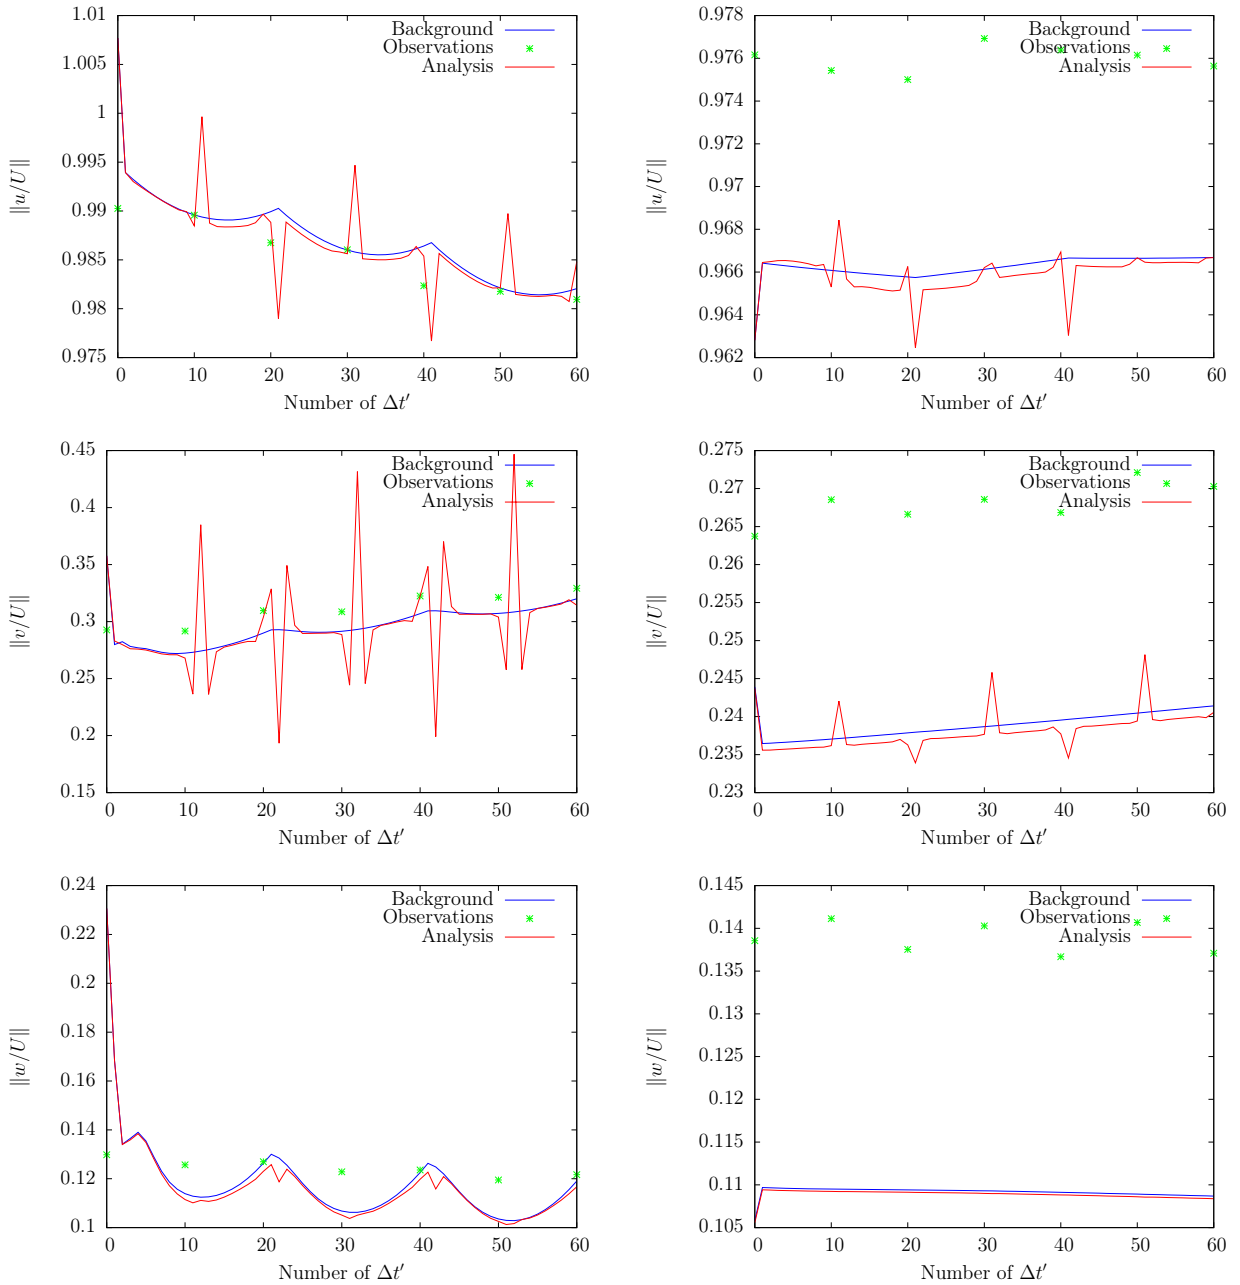 1.01
1.005
1
0.995
0.99
0.985
0.98
0.975
0 10 20 30 40 50 60
‖u/U‖
Number of Δt′
Background
Observations
Analysis
0.978
0.976
0.974
0.972
0.97
0.968
0.966
0.964
0.962
0 10 20 30 40 50 60
‖u/U‖
Number of Δt′
Background
Observations
Analysis
0.45
0.4
0.35
0.3
0.25
0.2
0.15
0 10 20 30 40 50 60
‖v/U‖
Number of Δt′
Background
Observations
Analysis
0.275
0.27
0.265
0.26
0.255
0.25
0.245
0.24
0.235
0.23
0 10 20 30 40 50 60
‖v/U‖
Number of Δt′
Background
Observations
Analysis
0.24
0.22
0.2
0.18
0.16
0.14
0.12
0.1
0 10 20 30 40 50 60
‖w/U‖
Number of Δt′
Background
Observations
Analysis
0.145
0.14
0.135
0.13
0.125
0.12
0.115
0.11
0.105
0 10 20 30 40 50 60
‖w/U‖
Number of Δt′
Background
Observations
Analysis